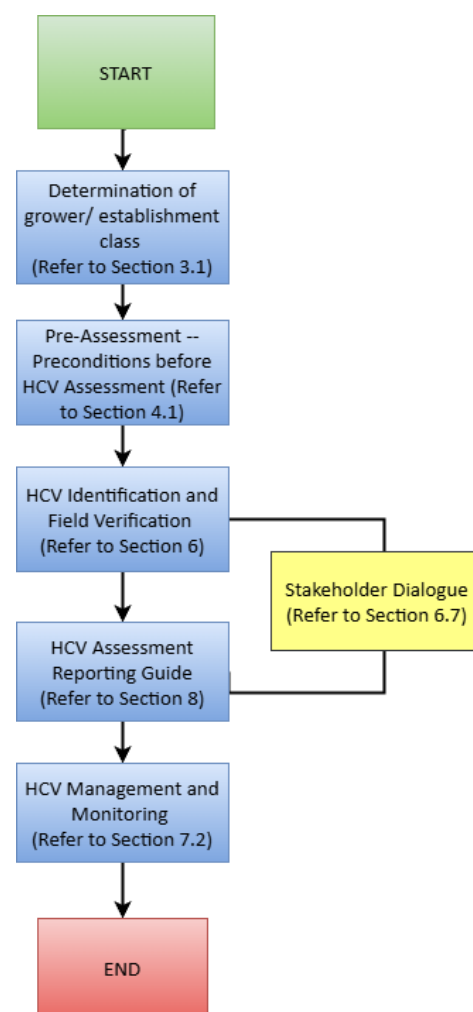 START
Determination of
grower/ establishment
class
(Refer to Section 3.1)
Pre-Assessment --
Preconditions before
HCV Assessment (Refer
to Section 4.1)
HCV Identification and
Field Verification
(Refer to Section 6)
Stakeholder Dialogue
(Refer to Section 6.7)
HCV Assessment
Reporting Guide
(Refer to Section 8)
HCV Management and
Monitoring
(Refer to Section 7.2)
END